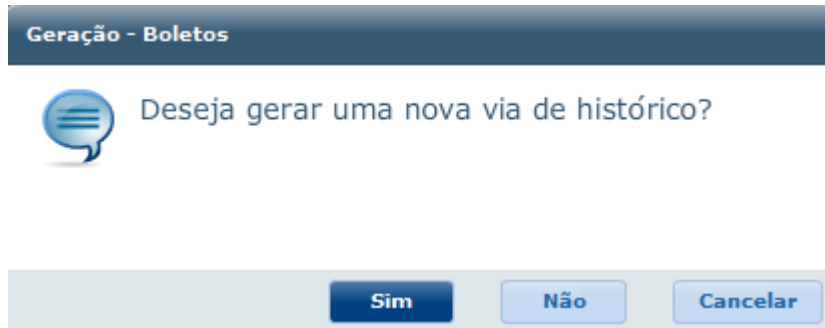 Geração - Boletos
Deseja gerar uma nova via de histórico?
Sim Não Cancelar